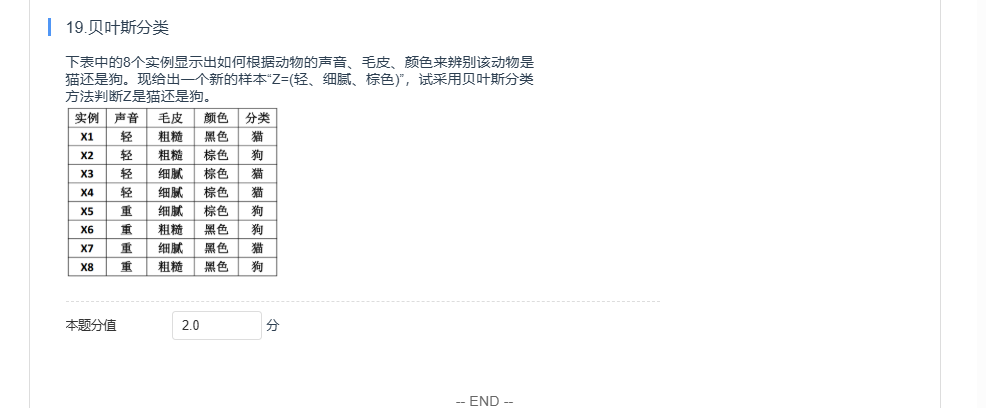 19.贝叶斯分类
下表中的8个实例显示出如何根据动物的声音、毛皮、颜色来辨别该动物是
猫还是狗。现给出一个新的样本“Z=(轻、细腻、棕色)”，试采用贝叶斯分类
方法判断Z是猫还是狗。
实例 声音 毛皮 颜色 分类
X1 轻 粗糙 黑色 猫
X2 轻 粗糙 棕色 狗
X3 轻 细腻 棕色 猫
X4 轻 细腻 棕色 猫
X5 重 细腻 棕色 狗
X6 重 粗糙 黑色 狗
X7 重 细腻 黑色 猫
X8 重 粗糙 黑色 狗
本题分值 2.0 分
-- END --